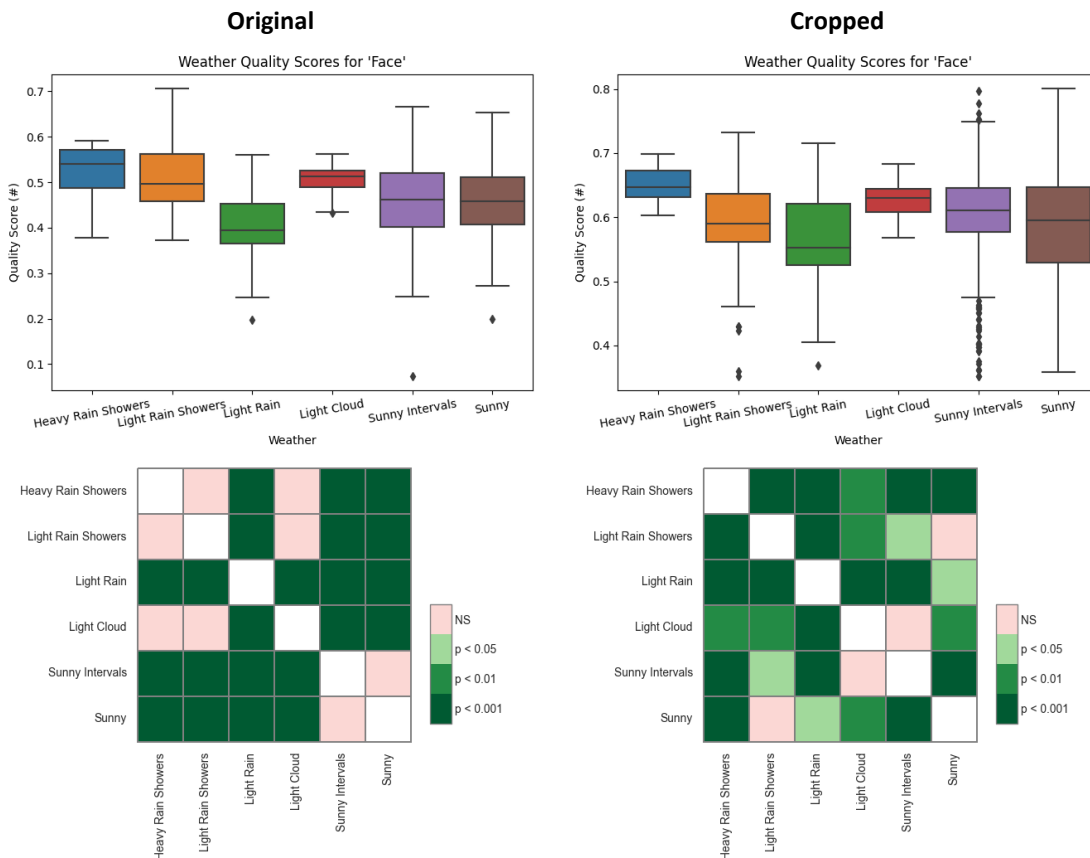 Original
Weather Quality Scores for 'Face'
Quality Score (#)
0.7
0.6
0.5
0.4
0.3
0.2
0.1
Heavy Rain Showers
Light Rain Showers
Light Rain
Light Cloud
Sunny Intervals
Sunny
Weather
Heavy Rain Showers
Light Rain Showers
Light Rain
Light Cloud
Sunny Intervals
Sunny
NS
p < 0.05
p < 0.01
p < 0.001
Heavy Rain Showers
Light Rain Showers
Light Rain
Light Cloud
Sunny Intervals
Sunny
Cropped
Weather Quality Scores for 'Face'
Quality Score (#)
0.8
0.7
0.6
0.5
0.4
Heavy Rain Showers
Light Rain Showers
Light Rain
Light Cloud
Sunny Intervals
Sunny
Weather
Heavy Rain Showers
Light Rain Showers
Light Rain
Light Cloud
Sunny Intervals
Sunny
NS
p < 0.05
p < 0.01
p < 0.001
Heavy Rain Showers
Light Rain Showers
Light Rain
Light Cloud
Sunny Intervals
Sunny